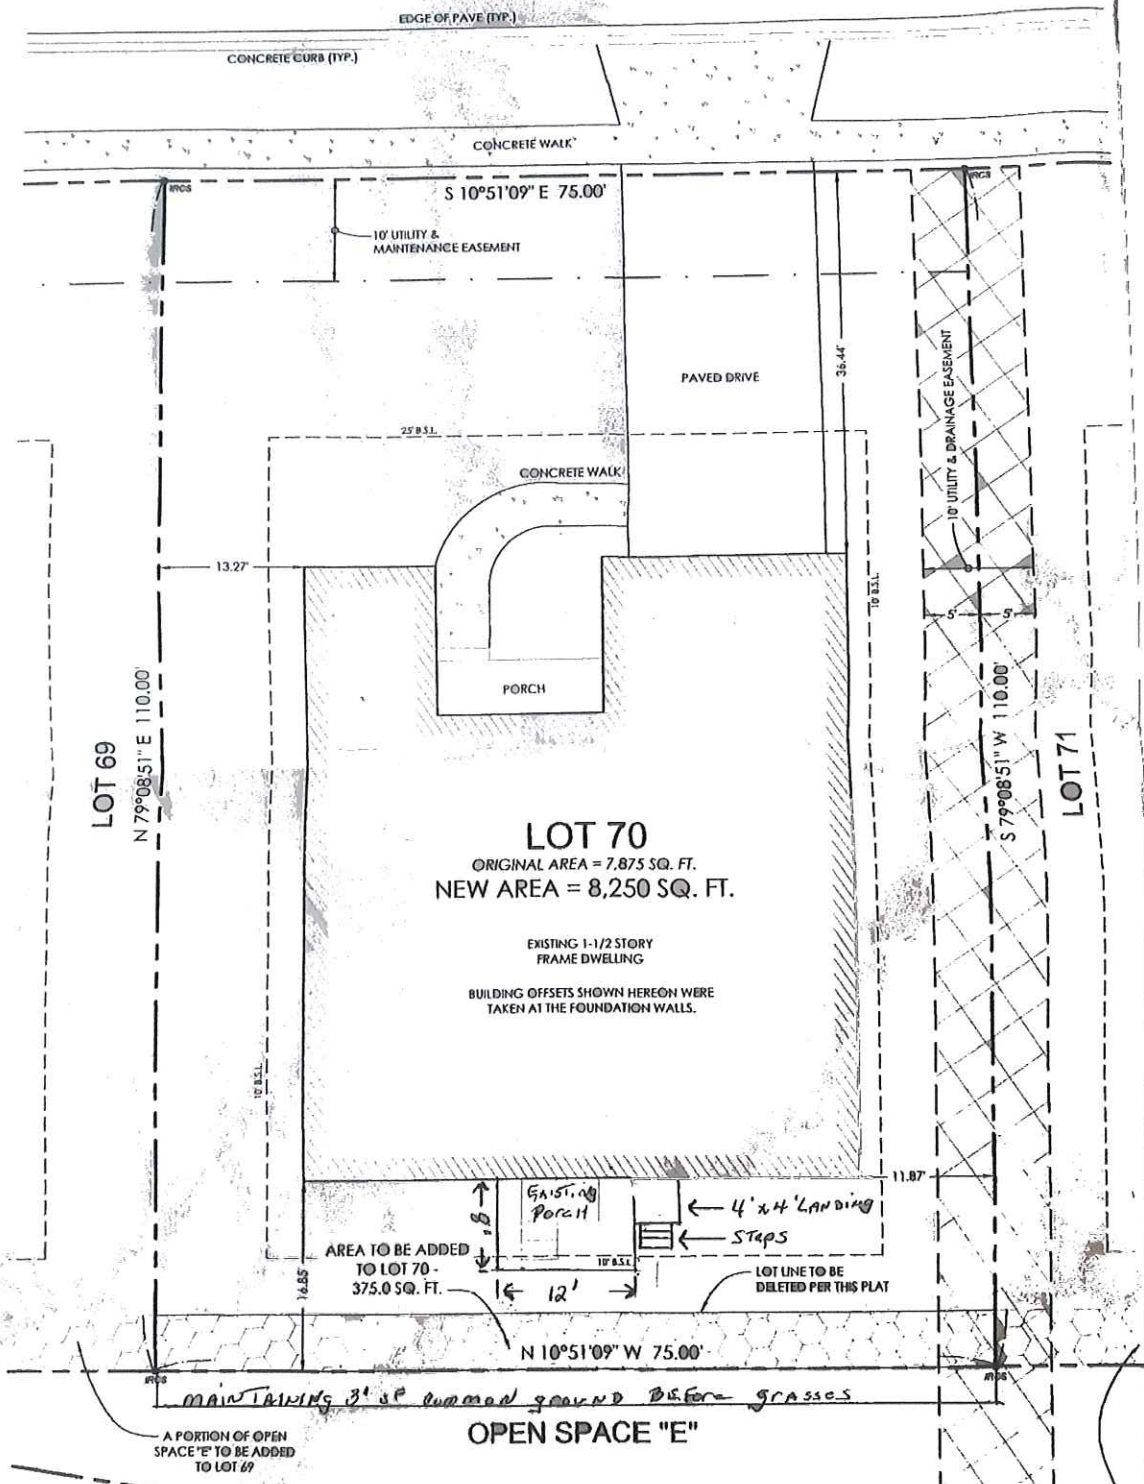 EDGE OF PAVE (TYP.)
CONCRETE CURB (TYP.)
CONCRETE WALK
IRCS
S 10°51'09" E 75.00'
IRCS
10' UTILITY &
MAINTENANCE EASEMENT
PAVED DRIVE
36.44'
10' UTILITY & DRAINAGE EASEMENT
25' B.S.L.
CONCRETE WALK
13.27'
10' B.S.L.
5'
5'
PORCH
LOT 69
N 79°08'51" E 110.00'
S 79°08'51" W 110.00'
LOT 71
LOT 70
ORIGINAL AREA = 7,875 SQ. FT.
NEW AREA = 8,250 SQ. FT.
EXISTING 1-1/2 STORY
FRAME DWELLING
BUILDING OFFSETS SHOWN HEREON WERE
TAKEN AT THE FOUNDATION WALLS.
10' B.S.L.
11.87'
Existing
Porch
8'
4'x4' LANDING
STEPS
10' B.S.L.
12'
AREA TO BE ADDED
TO LOT 70 -
375.0 SQ. FT.
16.85'
LOT LINE TO BE
DELETED PER THIS PLAT
N 10°51'09" W 75.00'
IRCS
IRCS
MAINTAINING 3' of common ground Before grasses
OPEN SPACE "E"
A PORTION OF OPEN
SPACE "E" TO BE ADDED
TO LOT 69